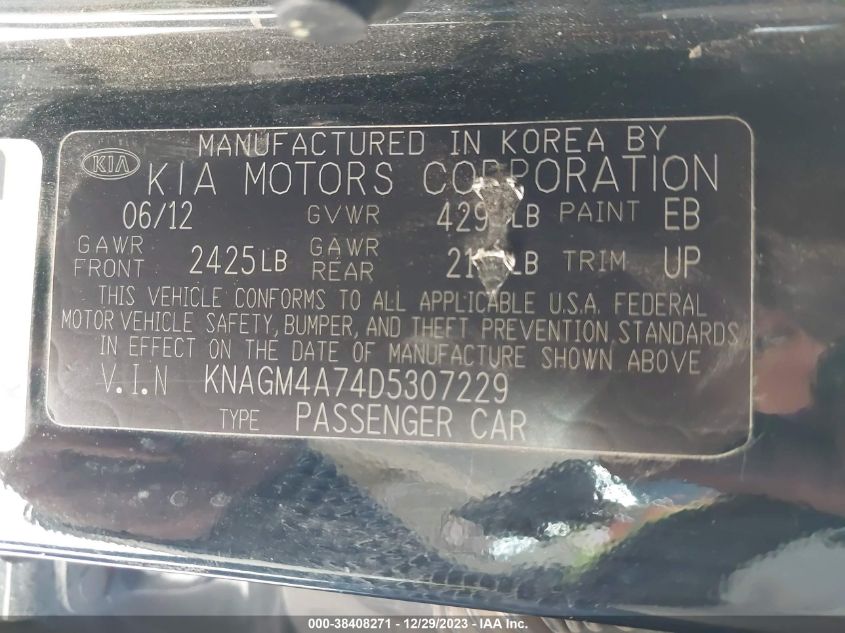 MANUFACTURED IN KOREA BY
KIA KIA MOTORS CORPORATION
06/12 GVWR PAINT EB
GAWR FRONT 2425LB GAWR REAR TRIM UP
THIS VEHICLE CONFORMS TO ALL APPLICABLE U.S.A. FEDERAL
MOTOR VEHICLE SAFETY, BUMPER, AND THEFT PREVENTION STANDARDS
IN EFFECT ON THE DATE OF MANUFACTURE SHOWN ABOVE
V.I.N KNAGM4A74D5307229
TYPE PASSENGER CAR
000-38408271 - 12/29/2023 - IAA Inc.